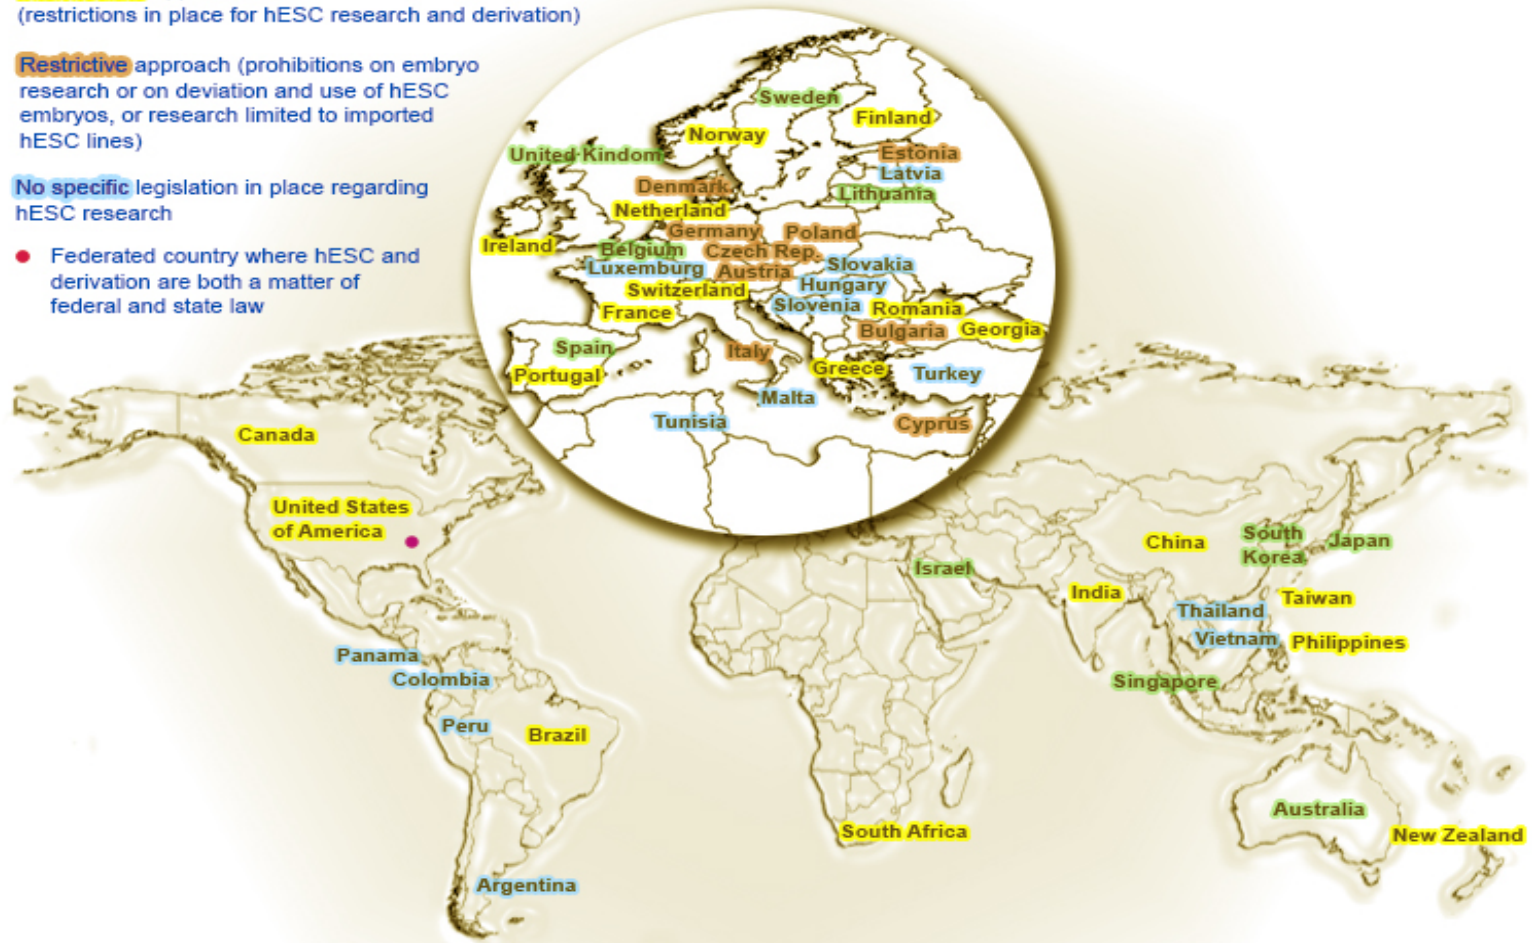 (restrictions in place for hESC research and derivation)
Restrictive approach (prohibitions on embryo
research or on deviation and use of hESC
embryos, or research limited to imported
hESC lines)
No specific legislation in place regarding
hESC research
Federated country where hESC and
derivation are both a matter of
federal and state law
Sweden
Finland
Norway
United Kindom
Estonia
Latvia
Denmark
Lithuania
Netherland
Germany
Poland
Ireland
Belgium
Czech Rep.
Luxemburg
Austria
Slovakia
Switzerland
Hungary
Slovenia
Romania
France
Bulgaria
Georgia
Spain
Italy
Portugal
Greece
Turkey
Malta
Tunisia
Cyprus
Canada
United States
of America
China
South
Korea
Japan
Israel
India
Taiwan
Thailand
Vietnam
Philippines
Panama
Colombia
Singapore
Peru
Brazil
Australia
South Africa
New Zealand
Argentina